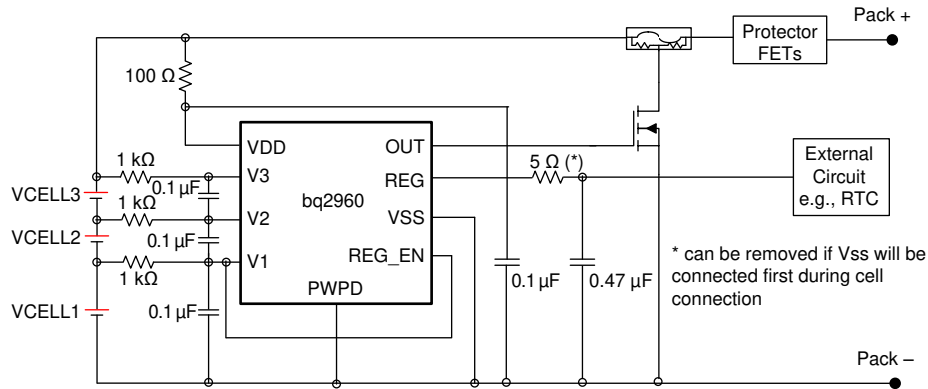 Pack +
Protector
FETs
100 Ω
VDD
OUT
1 kΩ
V3
REG
5 Ω (*)
External
Circuit
e.g., RTC
0.1 µF
VCELL3
1 kΩ
bq2960
V2
VSS
VCELL2
0.1 µF
V1
REG_EN
1 kΩ
* can be removed if Vss will be
connected first during cell
connection
PWPD
0.1 µF
0.47 µF
VCELL1
0.1 µF
Pack –